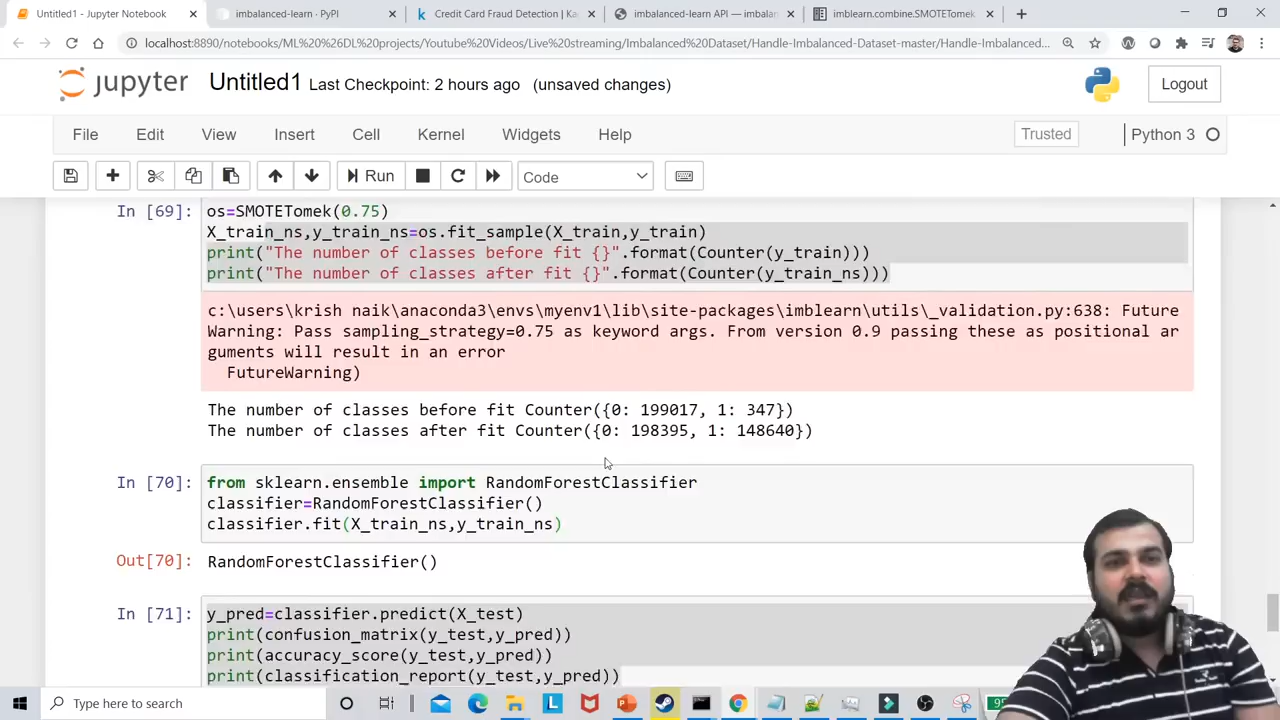 Untitled1 - Jupyter Notebook
imbalanced-learn · PyPI
Credit Card Fraud Detection | Ka
imbalanced-learn API — imbalan
imblearn.combine.SMOTETomek
localhost:8890/notebooks/ML%20%26%20DL%20projects/Youtube%20Videos/Live%20streaming/Imbalanced%20Dataset/Handle-Imbalanced-Dataset-master/Handle-Imbalanced...
jupyter Untitled1 Last Checkpoint: 2 hours ago (unsaved changes)
Logout
File Edit View Insert Cell Kernel Widgets Help
Trusted
Python 3
Run
Code
In [69]: os=SMOTETomek(0.75)
X_train_ns,y_train_ns=os.fit_sample(X_train,y_train)
print("The number of classes before fit {}".format(Counter(y_train)))
print("The number of classes after fit {}".format(Counter(y_train_ns)))
c:\users\krish naik\anaconda3\envs\myenv1\lib\site-packages\imblearn\utils\_validation.py:638: Future
Warning: Pass sampling_strategy=0.75 as keyword args. From version 0.9 passing these as positional ar
guments will result in an error
FutureWarning)
The number of classes before fit Counter({0: 199017, 1: 347})
The number of classes after fit Counter({0: 198395, 1: 148640})
In [70]: from sklearn.ensemble import RandomForestClassifier
classifier=RandomForestClassifier()
classifier.fit(X_train_ns,y_train_ns)
Out[70]: RandomForestClassifier()
In [71]: y_pred=classifier.predict(X_test)
print(confusion_matrix(y_test,y_pred))
print(accuracy_score(y_test,y_pred))
print(classification_report(y_test,y_pred))
Type here to search